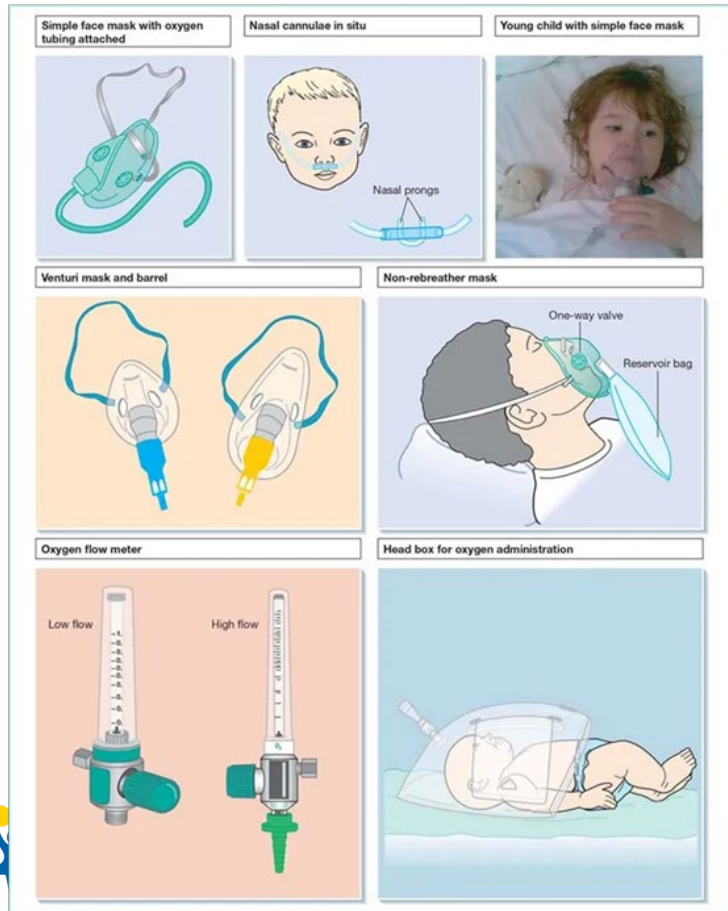 Simple face mask with oxygen
tubing attached
Nasal cannulae in situ
Young child with simple face mask
Nasal prongs
Venturi mask and barrel
Non-rebreather mask
One-way valve
Reservoir bag
Oxygen flow meter
Head box for oxygen administration
Low flow
High flow
O₂